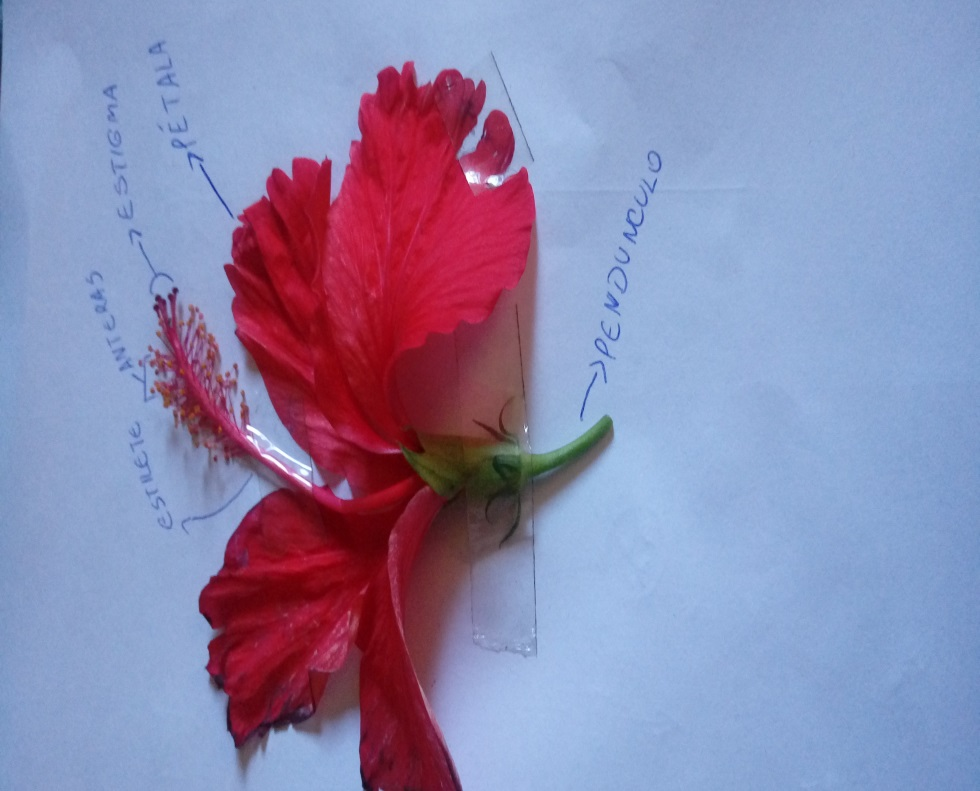 PÉTALA
ESTIGMA
ANTERAS
ESTILETE
PENDUNCULO